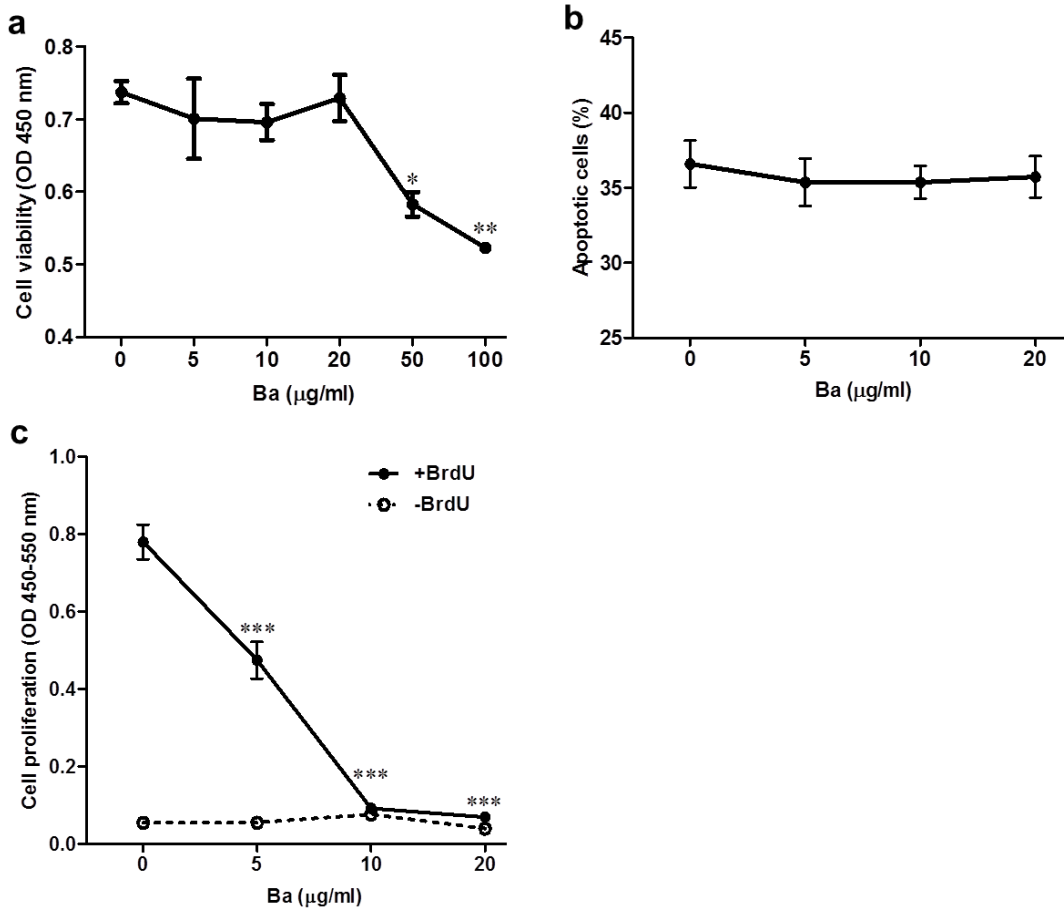 a
Cell viability (OD 450 nm)
0.8
0.7
0.6
0.5
0.4
*
**
0 5 10 20 50 100
Ba (μg/ml)
b
Apoptotic cells (%)
45
40
35
30
25
0 5 10 20
Ba (μg/ml)
c
Cell proliferation (OD 450-550 nm)
1.0
0.8
0.6
0.4
0.2
0.0
+BrdU
-BrdU
***
***
***
0 5 10 20
Ba (μg/ml)